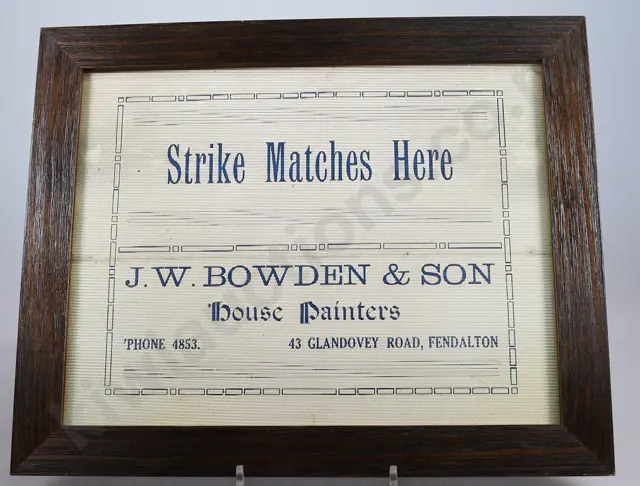 Strike Matches Here
J. W. BOWDEN & SON
House Painters
'PHONE 4853. 43 GLANDOVEY ROAD, FENDALTON